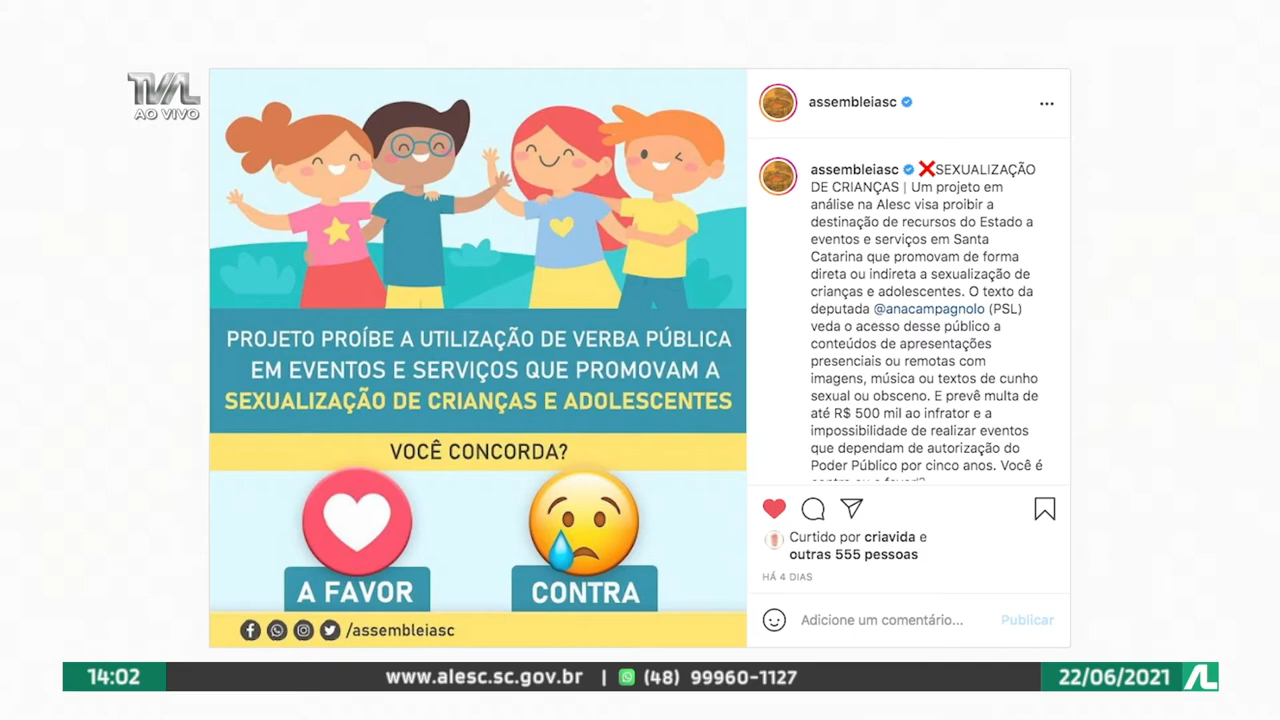 TVAL
AO VIVO
PROJETO PROÍBE A UTILIZAÇÃO DE VERBA PÚBLICA
EM EVENTOS E SERVIÇOS QUE PROMOVAM A
SEXUALIZAÇÃO DE CRIANÇAS E ADOLESCENTES
VOCÊ CONCORDA?
A FAVOR
CONTRA
/assembleiasc
assembleiasc
assembleiasc ❌SEXUALIZAÇÃO
DE CRIANÇAS | Um projeto em
análise na Alesc visa proibir a
destinação de recursos do Estado a
eventos e serviços em Santa
Catarina que promovam de forma
direta ou indireta a sexualização de
crianças e adolescentes. O texto da
deputada @anacampagnolo (PSL)
veda o acesso desse público a
conteúdos de apresentações
presenciais ou remotas com
imagens, música ou textos de cunho
sexual ou obsceno. E prevê multa de
até R$ 500 mil ao infrator e a
impossibilidade de realizar eventos
que dependam de autorização do
Poder Público por cinco anos. Você é
Curtido por criavida e
outras 555 pessoas
HÁ 4 DIAS
Adicione um comentário... Publicar
14:02 www.alesc.sc.gov.br | (48) 99960-1127 22/06/2021